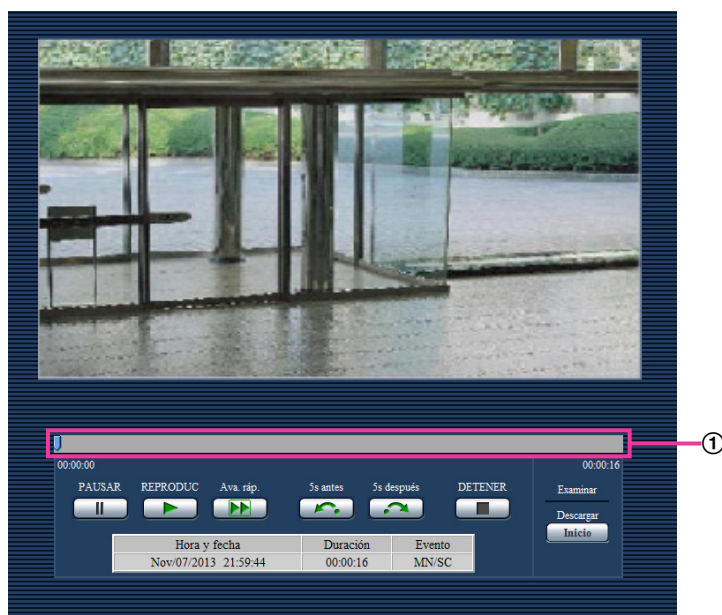 ①
00:00:00 00:00:16
PAUSAR REPRODUC Ava. ráp. 5s antes 5s después DETENER Examinar
Descargar
Inicio
Hora y fecha Duración Evento
Nov/07/2013 21:59:44 00:00:16 MN/SC